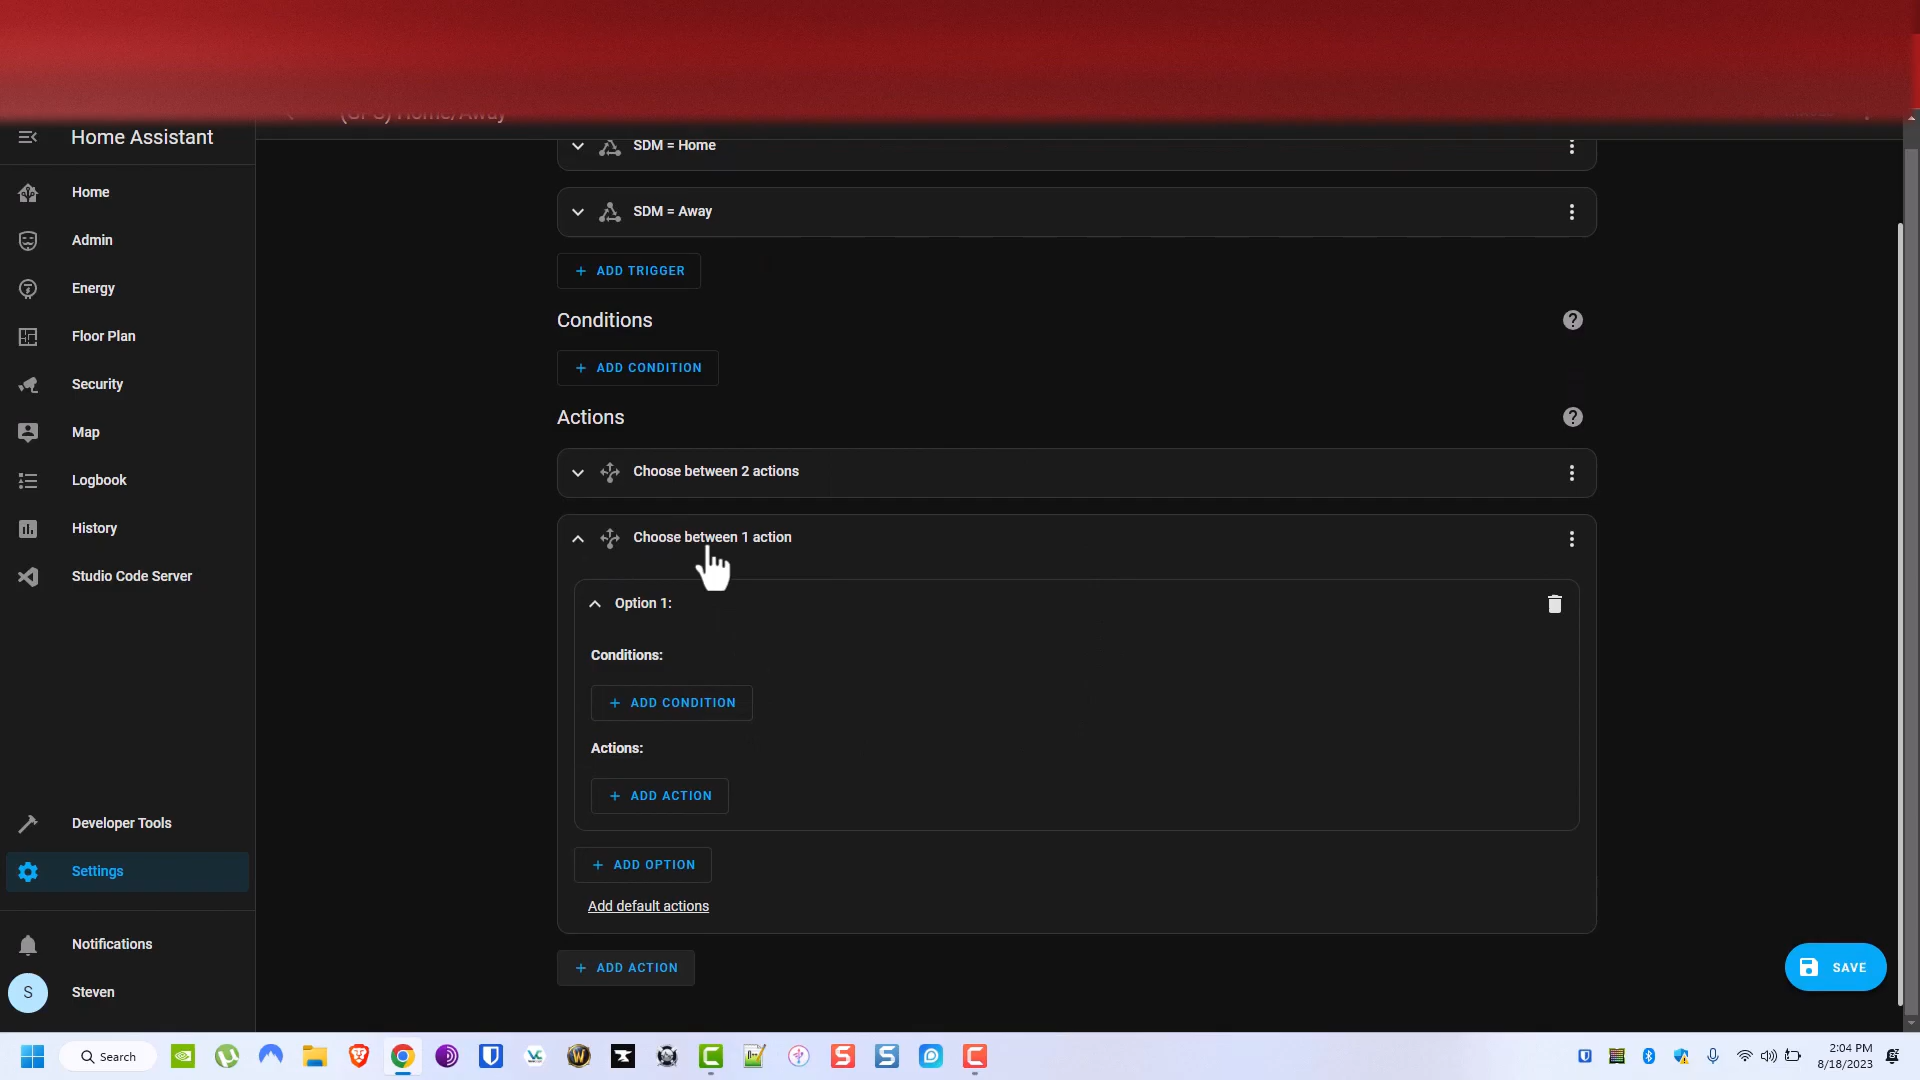 (GPS) Home/Away
Home Assistant
SDM = Home
Home
SDM = Away
Admin
ADD TRIGGER
Energy
Conditions
Floor Plan
ADD CONDITION
Security
Actions
Map
Choose between 2 actions
Logbook
History
Choose between 1 action
Studio Code Server
Option 1:
Conditions:
ADD CONDITION
Actions:
ADD ACTION
Developer Tools
ADD OPTION
Settings
Add default actions
Notifications
ADD ACTION
SAVE
S
Steven
Search
2:04 PM
8/18/2023